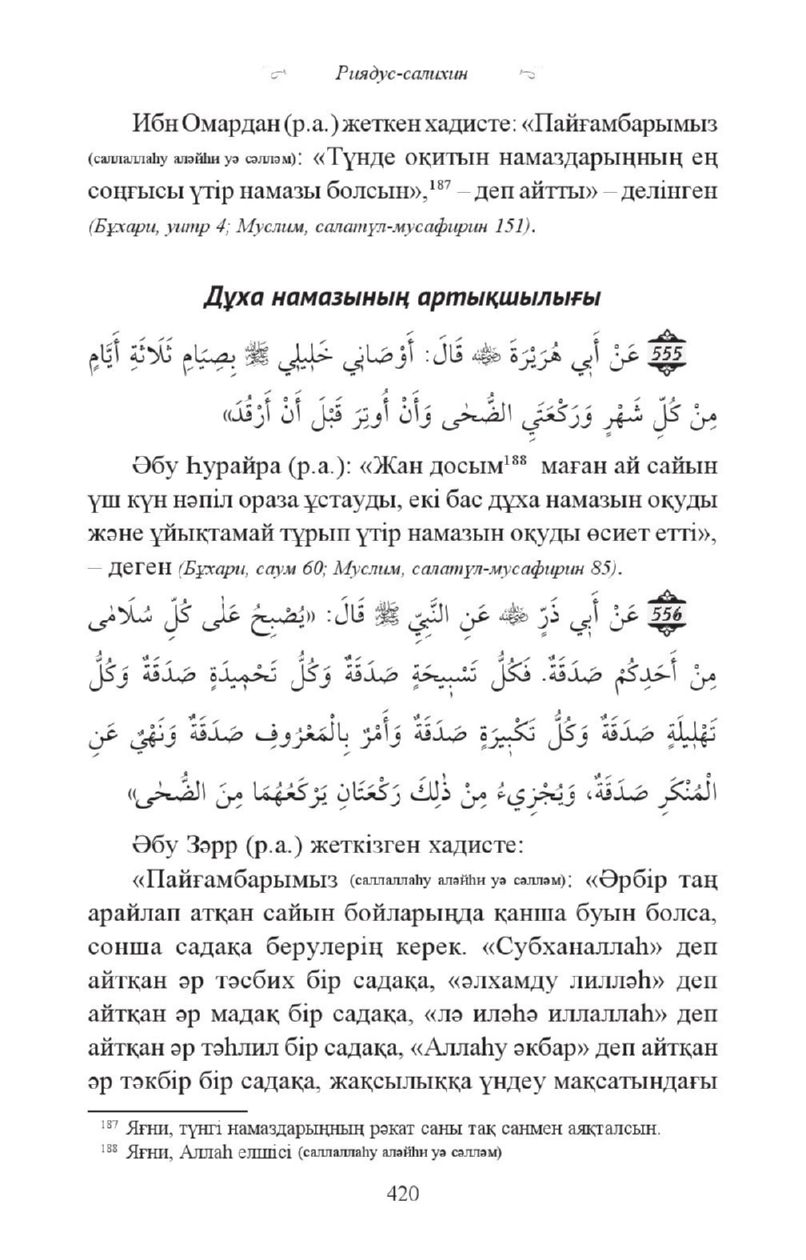 Риядус-салихин
Ибн Омардан (р.а.) жеткен хадисте: «Пайғамбарымыз
(саллаллаһу аләйһи уә сәлләм): «Түнде оқитын намаздарыңның ең
соңғысы үтір намазы болсын»,¹⁸⁷ – деп айтты» – делінген
(Бұхари, уитр 4; Муслим, салатүл-мусафирин 151).
Дұха намазының артықшылығы
555 عَنْ أَبِي هُرَيْرَةَ ﷺ قَالَ: أَوْصَانِي خَلِيلِي ﷺ بِصِيَامِ ثَلَاثَةِ أَيَّامٍ
مِنْ كُلِّ شَهْرٍ وَرَكْعَتَيِ الضُّحٰى وَأَنْ أُوتِرَ قَبْلَ أَنْ أَرْقُدَ»
Әбу Һурайра (р.а.): «Жан досым¹⁸⁸ маған ай сайын
үш күн нәпіл ораза ұстауды, екі бас дұха намазын оқуды
және ұйықтамай тұрып үтір намазын оқуды өсиет етті»,
– деген (Бұхари, саум 60; Муслим, салатүл-мусафирин 85).
556 عَنْ أَبِي ذَرٍّ ﷺ عَنِ النَّبِيِّ ﷺ قَالَ: «يُصْبِحُ عَلٰى كُلِّ سُلَامٰى
مِنْ أَحَدِكُمْ صَدَقَةٌ. فَكُلُّ تَسْبِيحَةٍ صَدَقَةٌ وَكُلُّ تَحْمِيدَةٍ صَدَقَةٌ وَكُلُّ
تَهْلِيلَةٍ صَدَقَةٌ وَكُلُّ تَكْبِيرَةٍ صَدَقَةٌ وَأَمْرٌ بِالْمَعْرُوفِ صَدَقَةٌ وَنَهْيٌ عَنِ
الْمُنْكَرِ صَدَقَةٌ، وَيُجْزِيءُ مِنْ ذٰلِكَ رَكْعَتَانِ يَرْكَعُهُمَا مِنَ الضُّحٰى»
Әбу Зәрр (р.а.) жеткізген хадисте:
«Пайғамбарымыз (саллаллаһу аләйһи уә сәлләм): «Әрбір таң
арайлап атқан сайын бойларыңда қанша буын болса,
сонша садақа берулерің керек. «Субханаллаһ» деп
айтқан әр тәсбих бір садақа, «әлхамду лилләһ» деп
айтқан әр мадақ бір садақа, «лә иләһә иллаллаһ» деп
айтқан әр тәһлил бір садақа, «Аллаһу әкбар» деп айтқан
әр тәкбір бір садақа, жақсылыққа үндеу мақсатындағы
¹⁸⁷ Яғни, түнгі намаздарыңның рәкат саны тақ санмен аяқталсын.
¹⁸⁸ Яғни, Аллаһ елшісі (саллаллаһу аләйһи уә сәлләм)
420